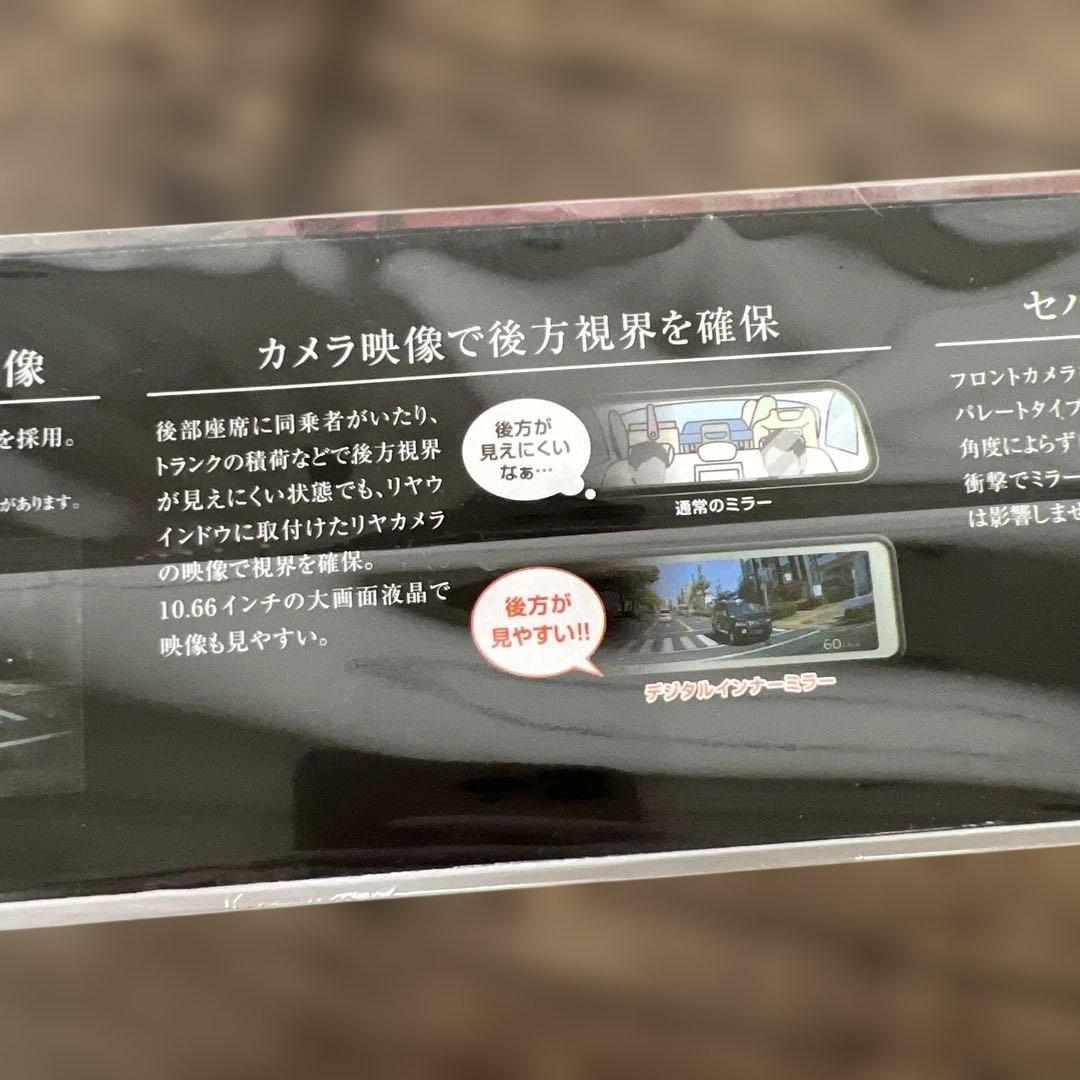 像
を採用。
があります。
カメラ映像で後方視界を確保
後部座席に同乗者がいたり、
トランクの積荷などで後方視界
が見えにくい状態でも、リヤウ
インドウに取付けたリヤカメラ
の映像で視界を確保。
10.66インチの大画面液晶で
映像も見やすい。
後方が
見えにくい
なぁ…
通常のミラー
後方が
見やすい!!
60
デジタルインナーミラー
セパ
フロントカメラ
パレートタイプ
角度によらず
衝撃でミラー
は影響しませ